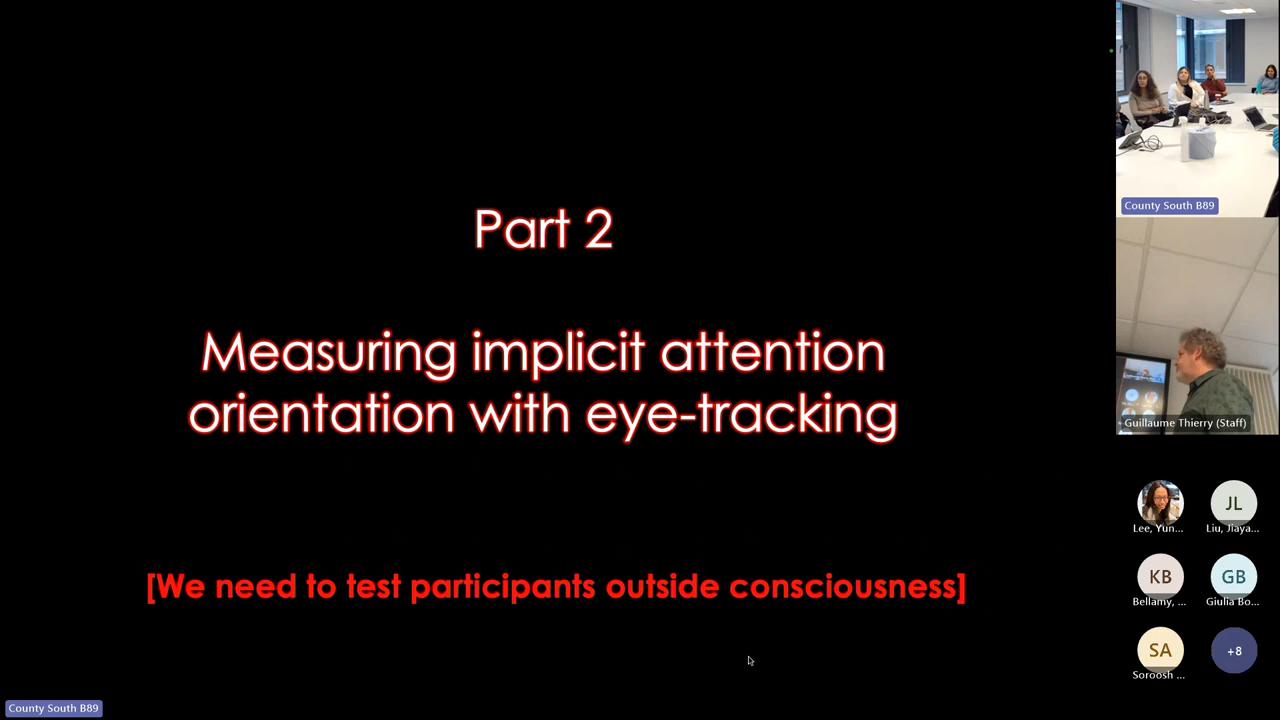 Part 2
Measuring implicit attention
orientation with eye-tracking
[We need to test participants outside consciousness]
County South B89
County South B89
Guillaume Thierry (Staff)
JL
Lee, Yun...
Liu, Jiaya...
KB
GB
Bellamy, ...
Giulia Bo...
SA
+8
Soroosh ...